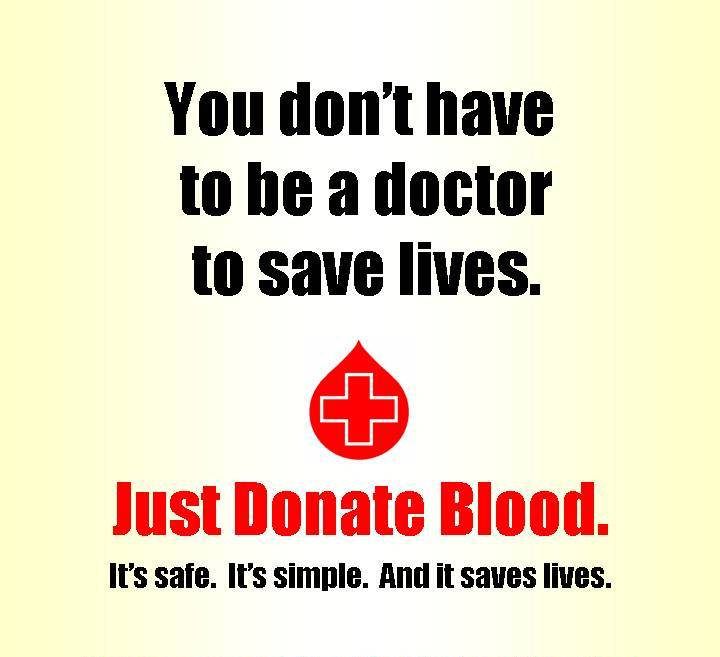 You don’t have
to be a doctor
to save lives.
Just Donate Blood.
It’s safe.  It’s simple.  And it saves lives.